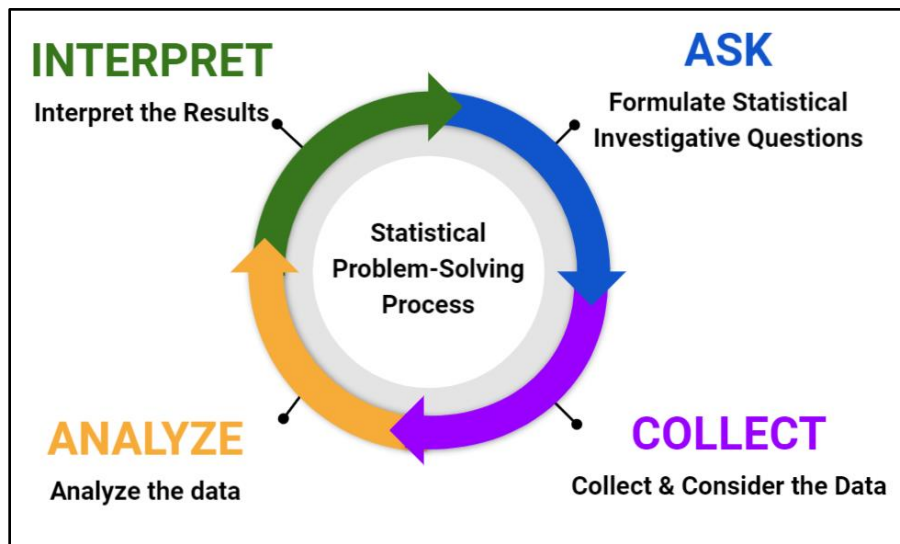 INTERPRET
Interpret the Results
ASK
Formulate Statistical
Investigative Questions
Statistical
Problem-Solving
Process
ANALYZE
Analyze the data
COLLECT
Collect & Consider the Data